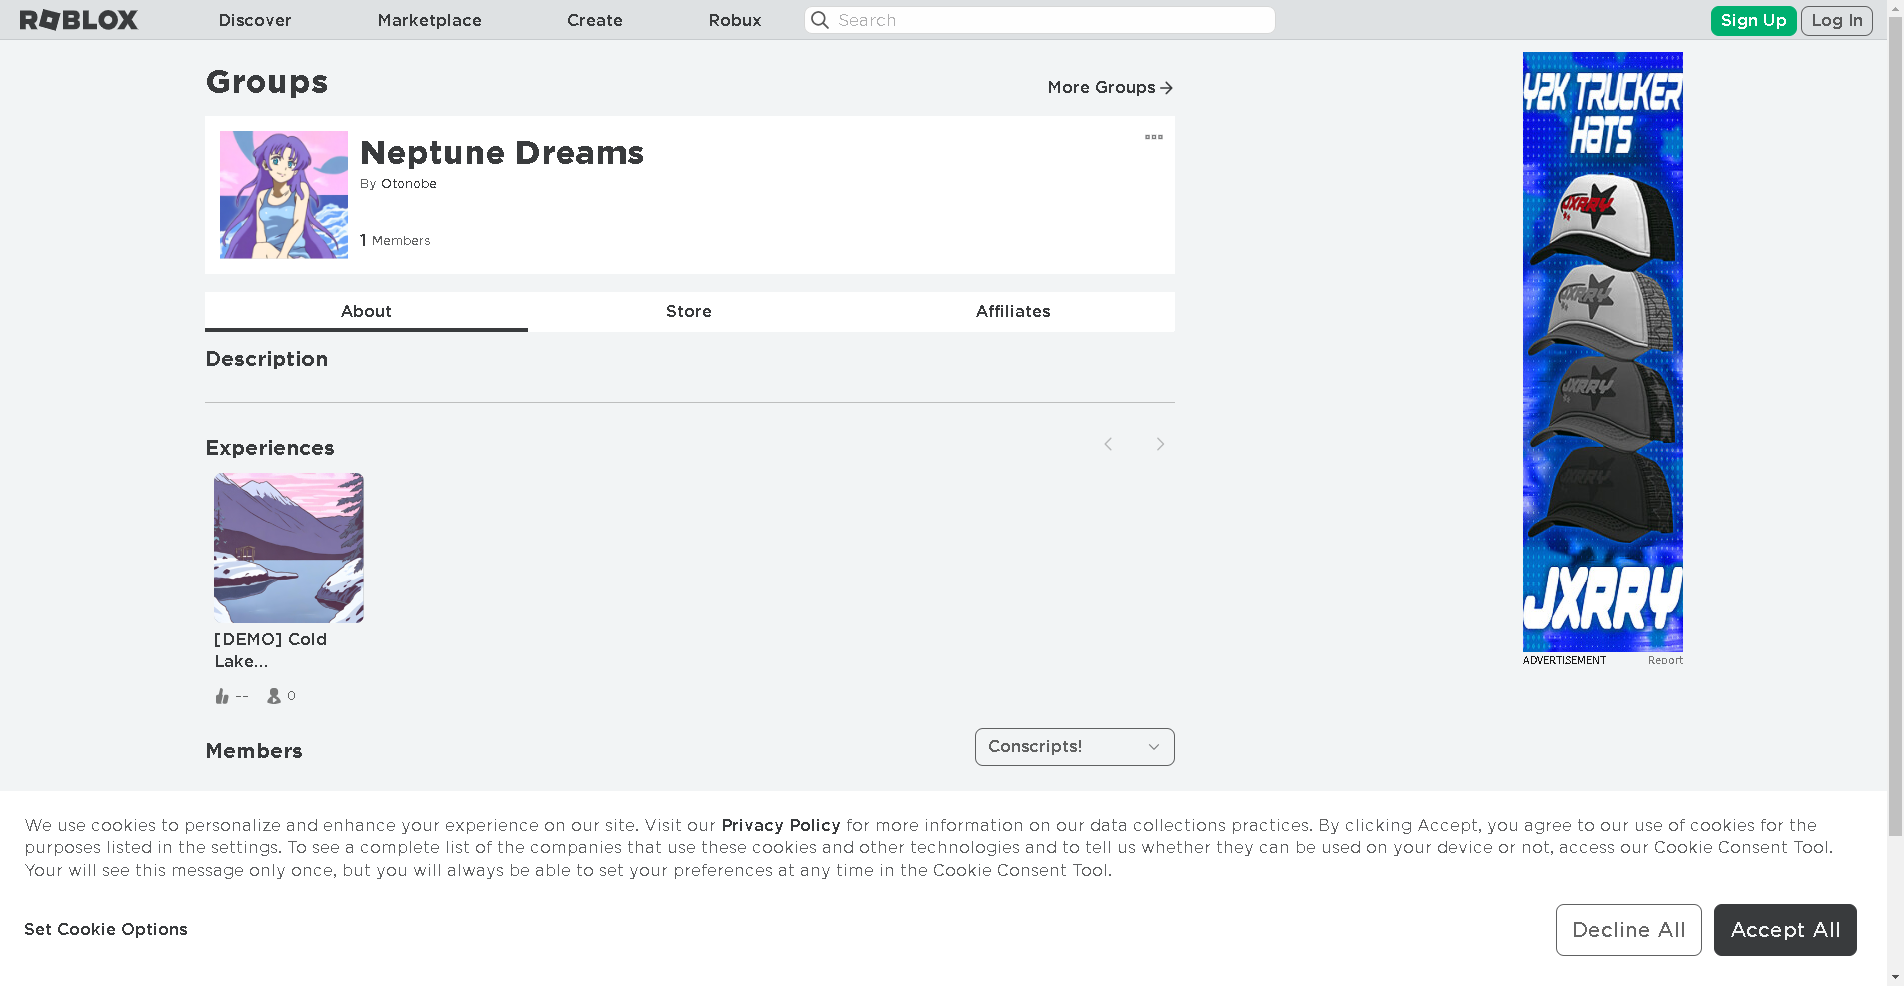 ROBLOX
Discover
Marketplace
Create
Robux
Search
Sign Up
Log In
Groups
More Groups
Neptune Dreams
By Otonobe
1 Members
About
Store
Affiliates
Description
Experiences
[DEMO] Cold
Lake...
--
0
Members
Conscripts!
Y2K TRUCKER
HATS
JXRRY
JXRRY
JXRRY
JXRRY
JXRRY
ADVERTISEMENT
Report
We use cookies to personalize and enhance your experience on our site. Visit our Privacy Policy for more information on our data collections practices. By clicking Accept, you agree to our use of cookies for the
purposes listed in the settings. To see a complete list of the companies that use these cookies and other technologies and to tell us whether they can be used on your device or not, access our Cookie Consent Tool.
Your will see this message only once, but you will always be able to set your preferences at any time in the Cookie Consent Tool.
Set Cookie Options
Decline All
Accept All